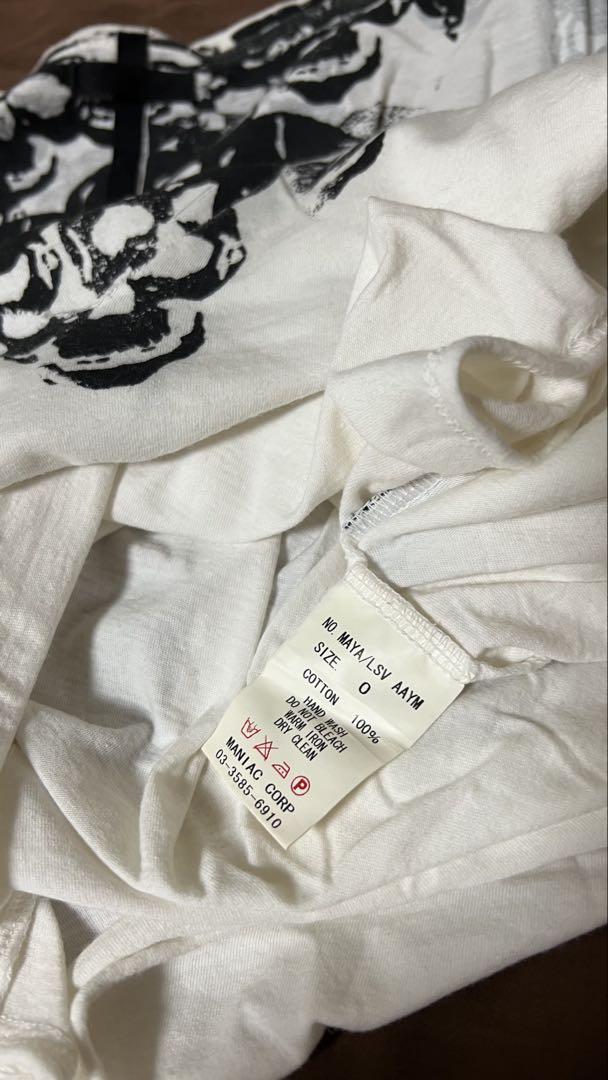 NO. MAYA/LSV AAYM
SIZE 0
COTTON 100%
HAND WASH
DO NOT BLEACH
WARM IRON
DRY CLEAN
P
MANIAC CORP
03-3585-6910